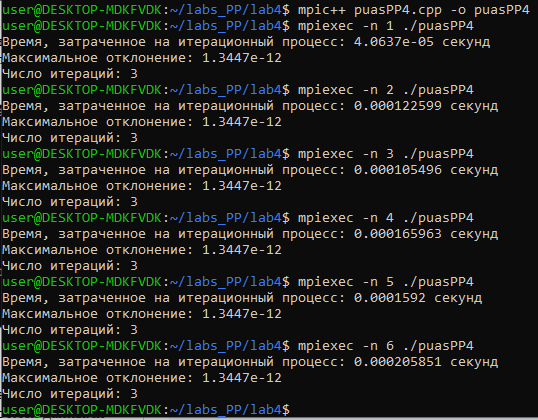 user@DESKTOP-MDKFVDK:~/labs_PP/lab4$ mpic++ puasPP4.cpp -o puasPP4
user@DESKTOP-MDKFVDK:~/labs_PP/lab4$ mpiexec -n 1 ./puasPP4
Время, затраченное на итерационный процесс: 4.0637e-05 секунд
Максимальное отклонение: 1.3447e-12
Число итераций: 3
user@DESKTOP-MDKFVDK:~/labs_PP/lab4$ mpiexec -n 2 ./puasPP4
Время, затраченное на итерационный процесс: 0.000122599 секунд
Максимальное отклонение: 1.3447e-12
Число итераций: 3
user@DESKTOP-MDKFVDK:~/labs_PP/lab4$ mpiexec -n 3 ./puasPP4
Время, затраченное на итерационный процесс: 0.000105496 секунд
Максимальное отклонение: 1.3447e-12
Число итераций: 3
user@DESKTOP-MDKFVDK:~/labs_PP/lab4$ mpiexec -n 4 ./puasPP4
Время, затраченное на итерационный процесс: 0.000165963 секунд
Максимальное отклонение: 1.3447e-12
Число итераций: 3
user@DESKTOP-MDKFVDK:~/labs_PP/lab4$ mpiexec -n 5 ./puasPP4
Время, затраченное на итерационный процесс: 0.0001592 секунд
Максимальное отклонение: 1.3447e-12
Число итераций: 3
user@DESKTOP-MDKFVDK:~/labs_PP/lab4$ mpiexec -n 6 ./puasPP4
Время, затраченное на итерационный процесс: 0.000205851 секунд
Максимальное отклонение: 1.3447e-12
Число итераций: 3
user@DESKTOP-MDKFVDK:~/labs_PP/lab4$